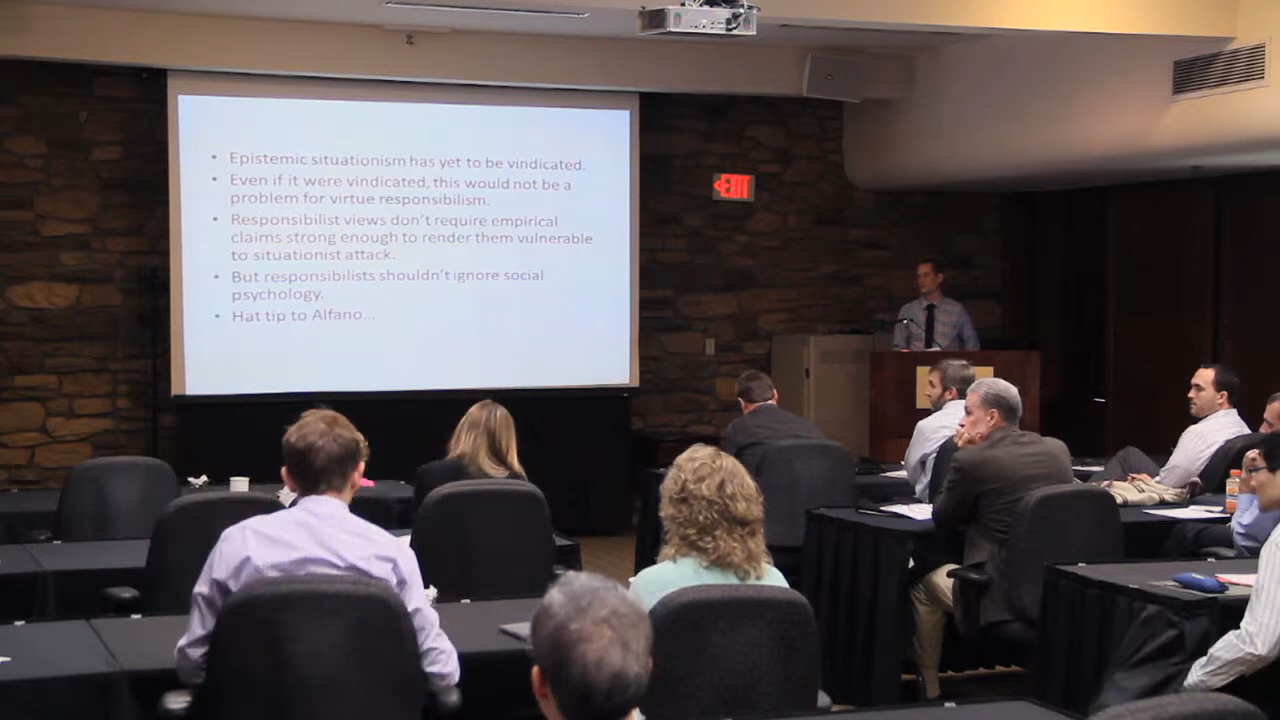 • Epistemic situationism has yet to be vindicated.
• Even if it were vindicated, this would not be a
problem for virtue responsibilism.
• Responsibilist views don't require empirical
claims strong enough to render them vulnerable
to situationist attack.
• But responsibilists shouldn't ignore social
psychology.
• Hat tip to Alfano...
EXIT